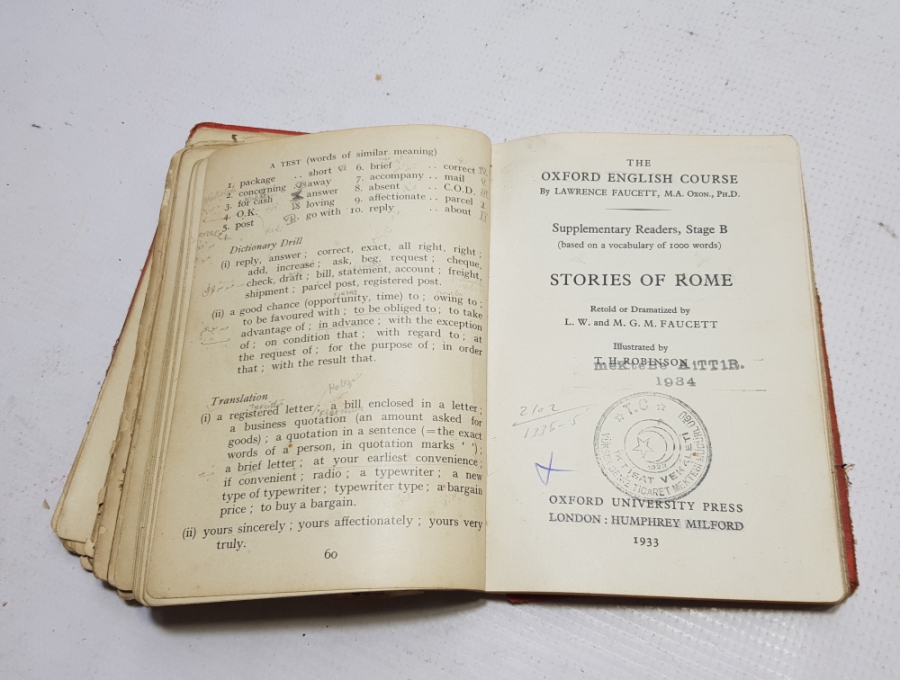 A TEST (words of similar meaning)
1. package .. short vi 6. brief .. correct
2. concerning away 7. accompany .. mail
3. for cash answer 8. absent .. C.O.D.
4. O.K. loving 9. affectionate .. parcel
5. post go with 10. reply .. about
Dictionary Drill
(i) reply, answer ; correct, exact, all right, right ;
add, increase ; ask, beg, request ; cheque,
check, draft ; bill, statement, account ; freight,
shipment ; parcel post, registered post.
(ii) a good chance (opportunity, time) to ; owing to ;
to be favoured with ; to be obliged to ; to take
advantage of ; in advance ; with the exception
of ; on condition that ; with regard to ; at
the request of ; for the purpose of ; in order
that ; with the result that.
Translation
(i) a registered letter ; a bill enclosed in a letter ;
a business quotation (an amount asked for
goods) ; a quotation in a sentence (=the exact
words of a person, in quotation marks ' ') ;
a brief letter ; at your earliest convenience ;
if convenient ; radio ; a typewriter ; a new
type of typewriter ; typewriter type ; a bargain
price ; to buy a bargain.
(ii) yours sincerely ; yours affectionately ; yours very
truly.
60
THE
OXFORD ENGLISH COURSE
By LAWRENCE FAUCETT, M.A. OXON., PH.D.
Supplementary Readers, Stage B
(based on a vocabulary of 1000 words)
STORIES OF ROME
Retold or Dramatized by
L. W. and M. G. M. FAUCETT
Illustrated by
T. H. ROBINSON
MEKTEBE AİTTİR.
1934
2102
1336-5
T.C
İKTISAT VEKALETİ
OXFORD UNIVERSITY PRESS
LONDON : HUMPHREY MILFORD
1933